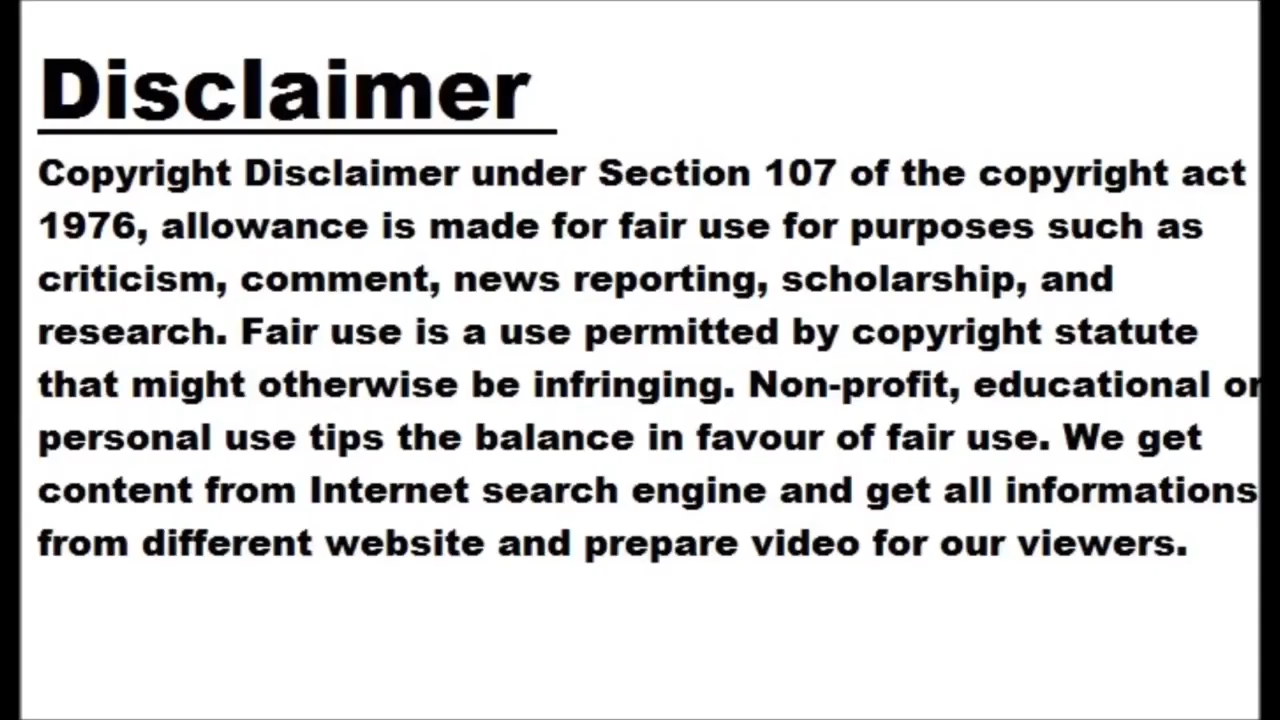 Disclaimer
Copyright Disclaimer under Section 107 of the copyright act
1976, allowance is made for fair use for purposes such as
criticism, comment, news reporting, scholarship, and
research. Fair use is a use permitted by copyright statute
that might otherwise be infringing. Non-profit, educational or
personal use tips the balance in favour of fair use. We get
content from Internet search engine and get all informations
from different website and prepare video for our viewers.